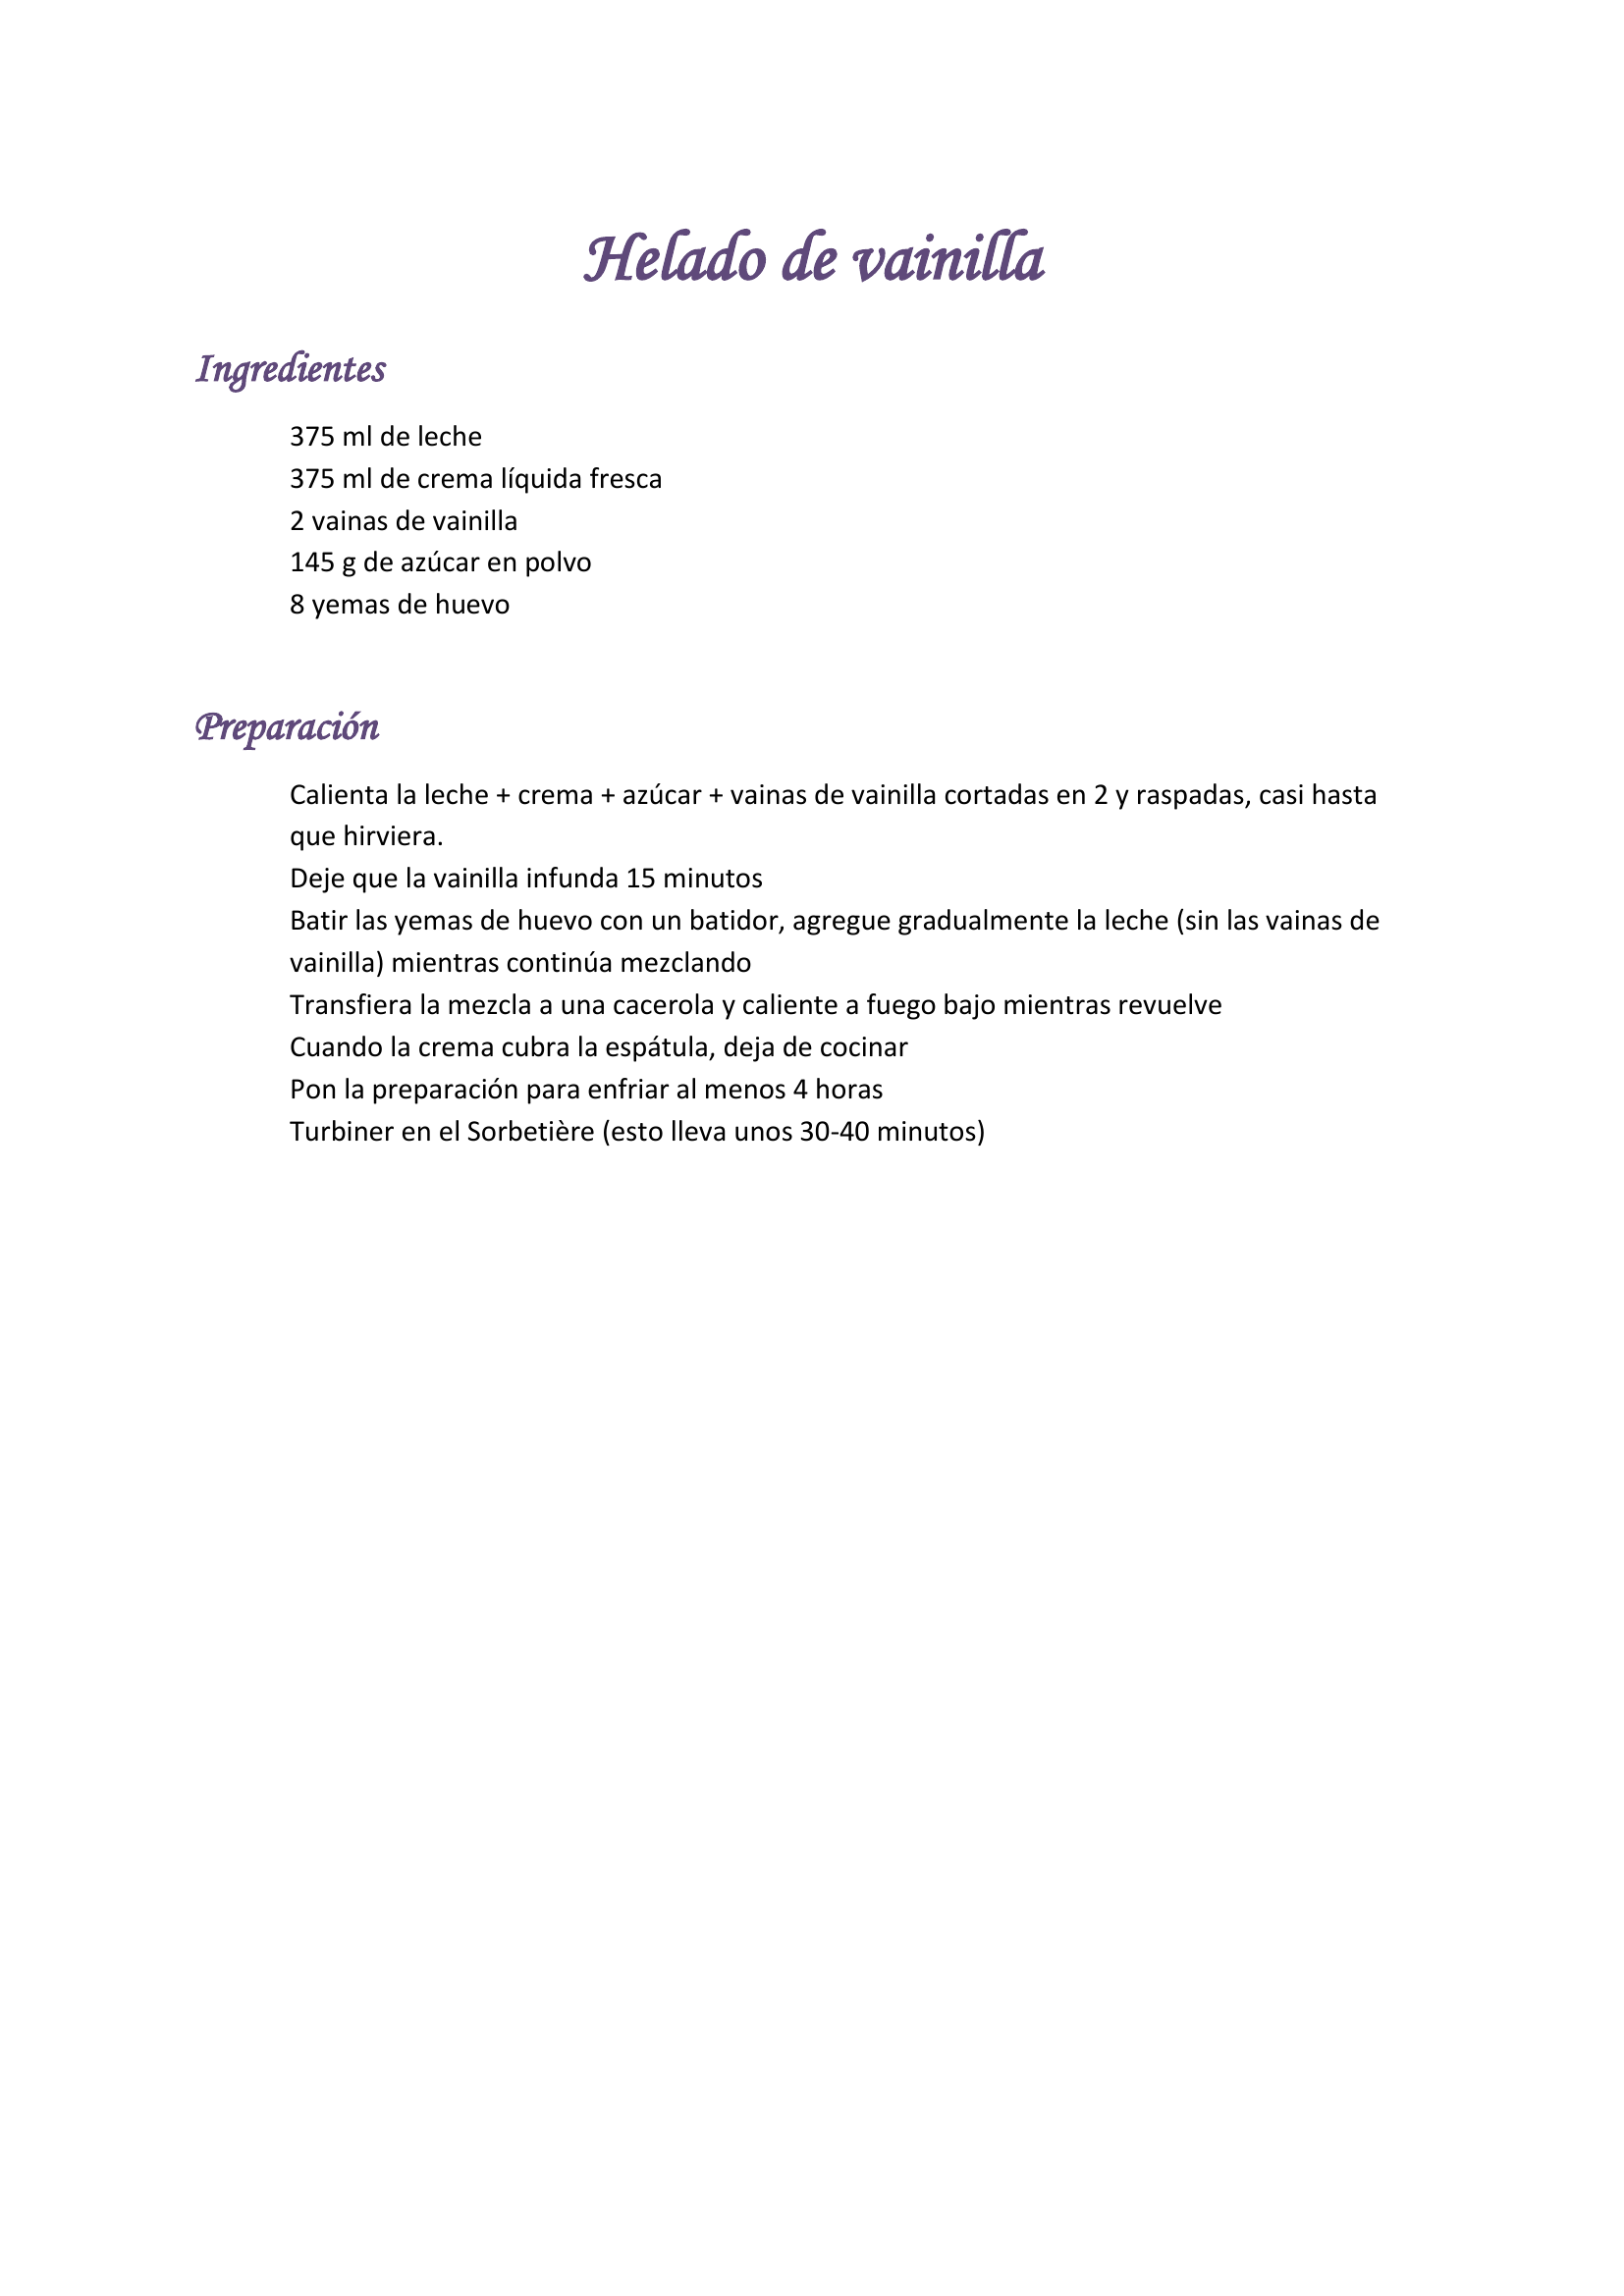 Helado de vainilla
Ingredientes
375 ml de leche
375 ml de crema líquida fresca
2 vainas de vainilla
145 g de azúcar en polvo
8 yemas de huevo
Preparación
Calienta la leche + crema + azúcar + vainas de vainilla cortadas en 2 y raspadas, casi hasta
que hirviera.
Deje que la vainilla infunda 15 minutos
Batir las yemas de huevo con un batidor, agregue gradualmente la leche (sin las vainas de
vainilla) mientras continúa mezclando
Transfiera la mezcla a una cacerola y caliente a fuego bajo mientras revuelve
Cuando la crema cubra la espátula, deja de cocinar
Pon la preparación para enfriar al menos 4 horas
Turbiner en el Sorbetière (esto lleva unos 30-40 minutos)